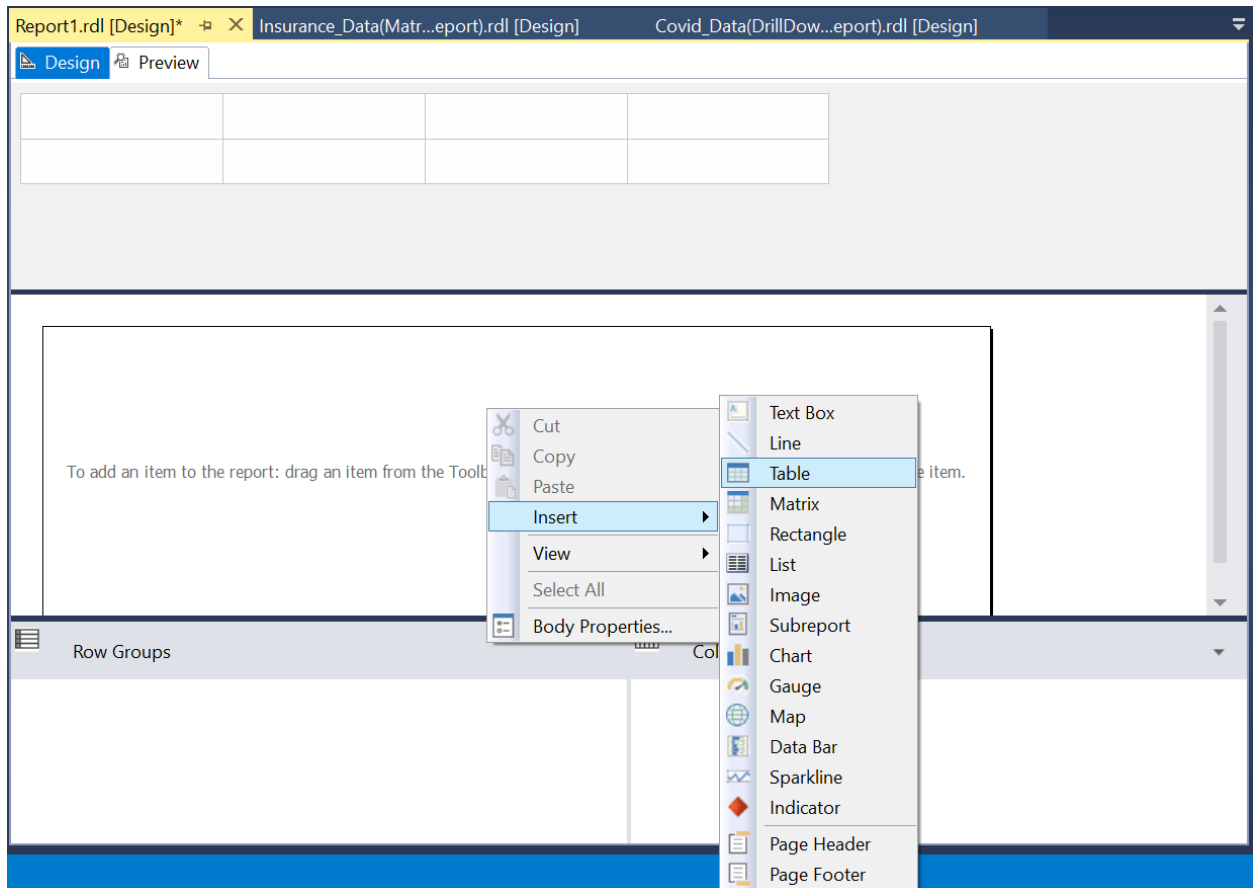 Report1.rdl [Design]* Insurance_Data(Matr...eport).rdl [Design] Covid_Data(DrillDow...eport).rdl [Design]
Design Preview
To add an item to the report: drag an item from the Toolb
e item.
Cut
Copy
Paste
Insert
View
Select All
Body Properties...
Text Box
Line
Table
Matrix
Rectangle
List
Image
Subreport
Chart
Gauge
Map
Data Bar
Sparkline
Indicator
Page Header
Page Footer
Row Groups
Col